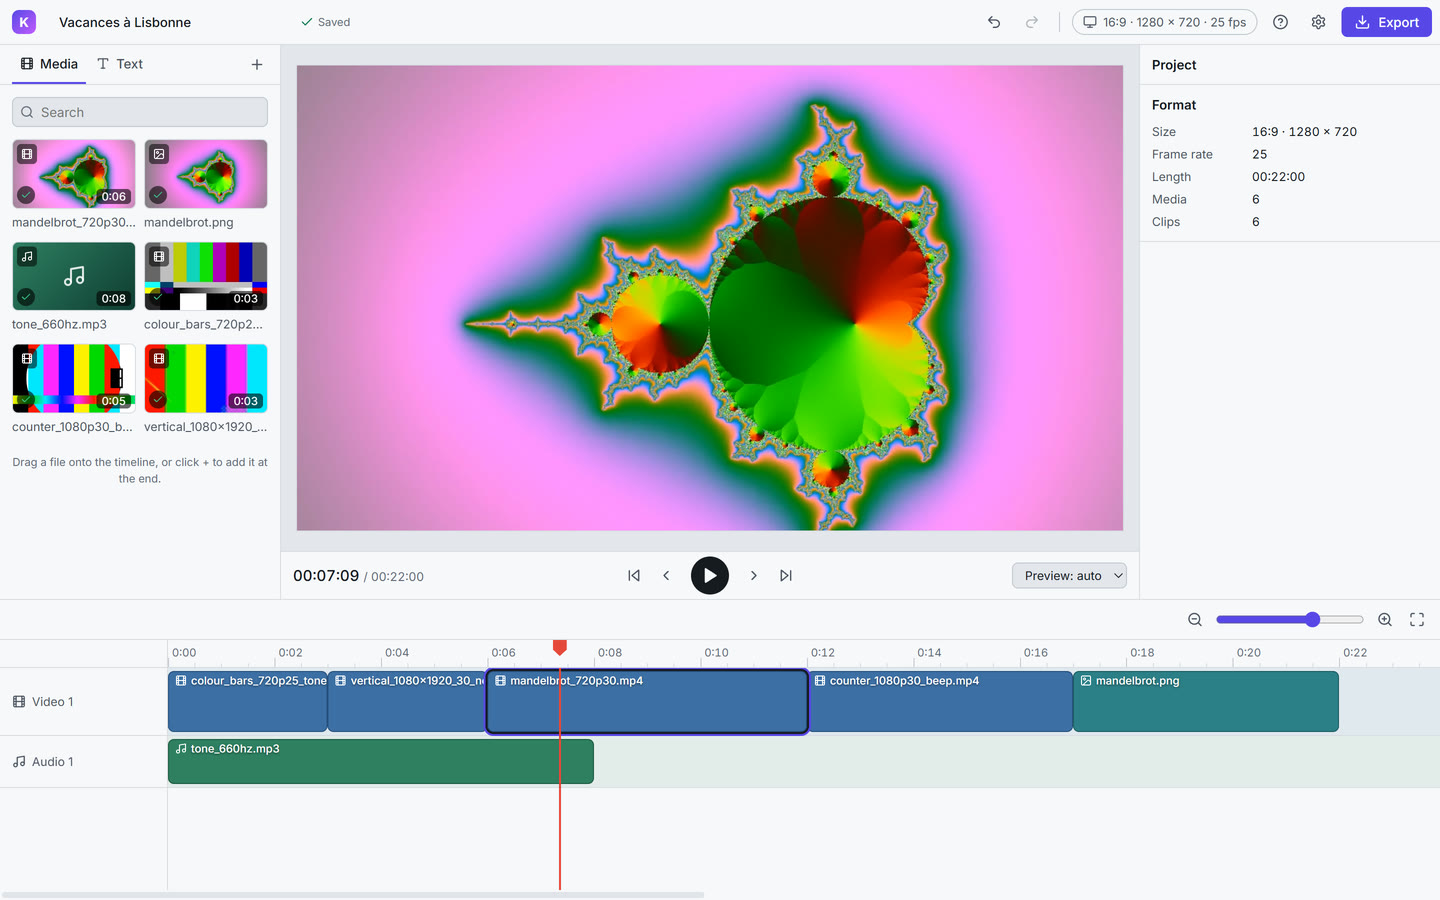 K
Vacances à Lisbonne
Saved
16:9 · 1280 × 720 · 25 fps
Export
Media
Text
Search
0:06
mandelbrot_720p30...
mandelbrot.png
0:08
0:03
tone_660hz.mp3
colour_bars_720p2...
0:05
0:03
counter_1080p30_b...
vertical_1080×1920_...
Drag a file onto the timeline, or click + to add it at
the end.
00:07:09 / 00:22:00
Preview: auto
Project
Format
Size 16:9 · 1280 × 720
Frame rate 25
Length 00:22:00
Media 6
Clips 6
0:00 0:02 0:04 0:06 0:08 0:10 0:12 0:14 0:16 0:18 0:20 0:22
Video 1
colour_bars_720p25_tone
vertical_1080×1920_30_n
mandelbrot_720p30.mp4
counter_1080p30_beep.mp4
mandelbrot.png
Audio 1
tone_660hz.mp3